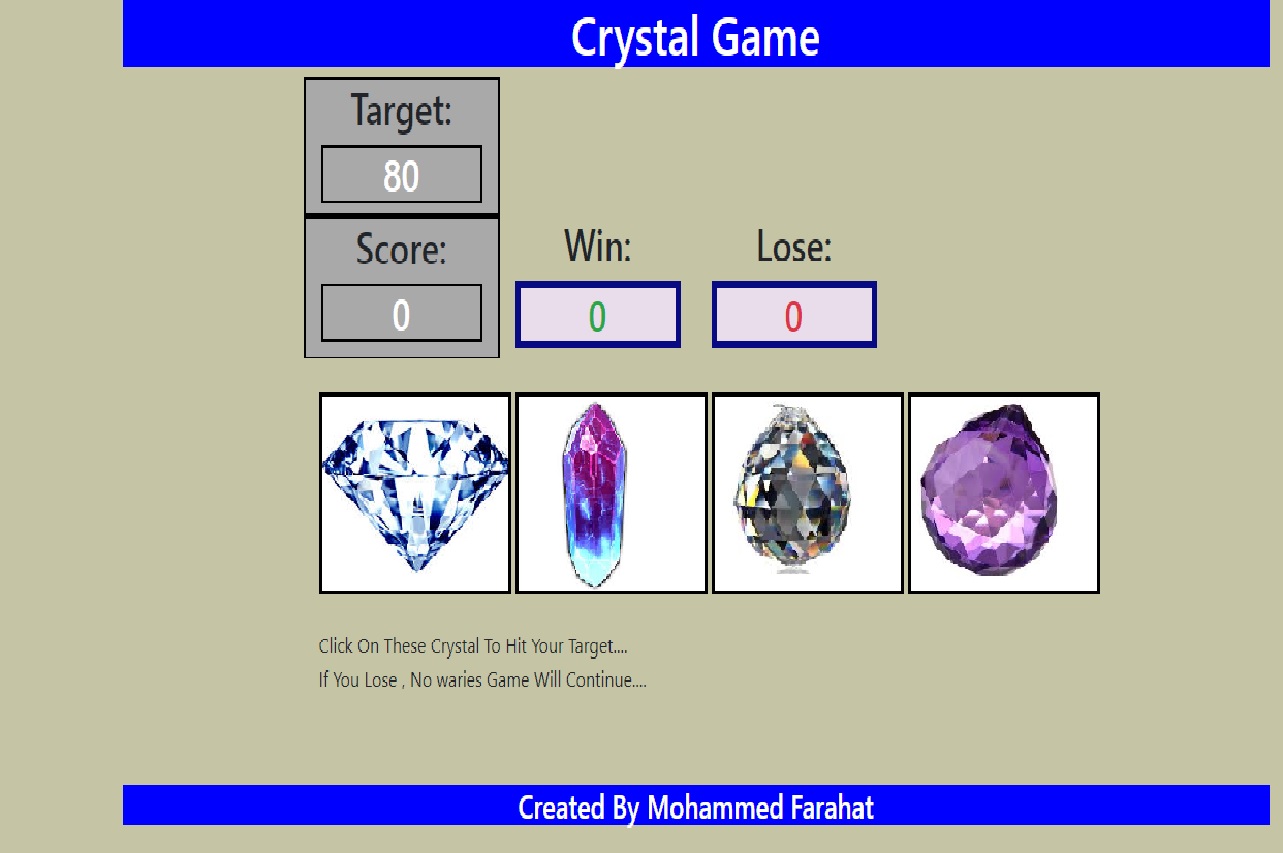 Crystal Game
Target:
80
Score:
0
Win:
0
Lose:
0
Click On These Crystal To Hit Your Target....
If You Lose , No waries Game Will Continue....
Created By Mohammed Farahat